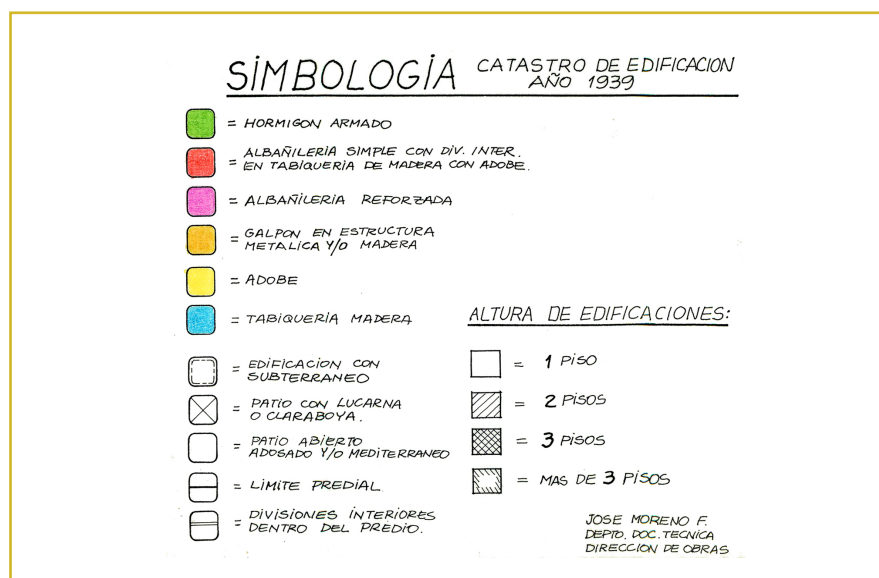 SIMBOLOGÍA
CATASTRO DE EDIFICACION
AÑO 1939
= HORMIGON ARMADO
= ALBAÑILERIA SIMPLE CON DIV. INTER.
EN TABIQUERIA DE MADERA CON ADOBE.
= ALBAÑILERIA REFORZADA
= GALPON EN ESTRUCTURA
METALICA Y/O MADERA
= ADOBE
= TABIQUERIA MADERA
= EDIFICACION CON
SUBTERRANEO
= PATIO CON LUCARNA
O CLARABOYA.
= PATIO ABIERTO
ADOSADO Y/O MEDITERRANEO
= LIMITE PREDIAL
= DIVISIONES INTERIORES
DENTRO DEL PREDIO.
ALTURA DE EDIFICACIONES:
= 1 PISO
= 2 PISOS
= 3 PISOS
= MAS DE 3 PISOS
JOSE MORENO F.
DEPTO. DOC. TECNICA
DIRECCION DE OBRAS